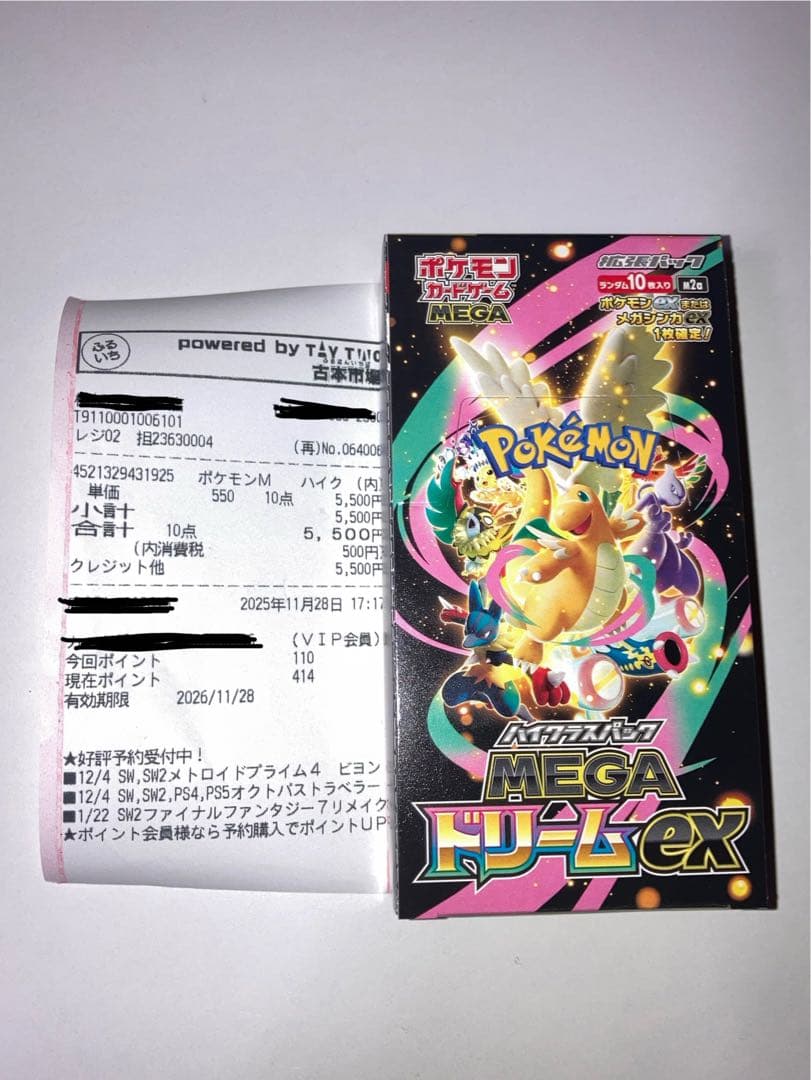 ふるいち
powered by TAY TWO
古本市場
T9110001006101
レジ02 担23630004
(再)No.064006
4521329431925 ポケモンM ハイク (内
単価 550 10点 5,500円
小計 5,500円
合計 10点 5,500円
(内消費税 500円
クレジット他 5,500円
2025年11月28日 17:17
(VIP会員)
今回ポイント 110
現在ポイント 414
有効期限 2026/11/28
★好評予約受付中!
■12/4 SW,SW2メトロイドプライム4 ビヨン
■12/4 SW,SW2,PS4,PS5オクトパストラベラー
■1/22 SW2ファイナルファンタジー7リメイク
★ポイント会員様なら予約購入でポイントUP
ポケモン
カードゲーム
MEGA
拡張パック
ランダム10枚入り M2a
ポケモンexまたは
メガシンカex
1枚確定!
POKéMON
ハイクラスパック
MEGA
ドリームex